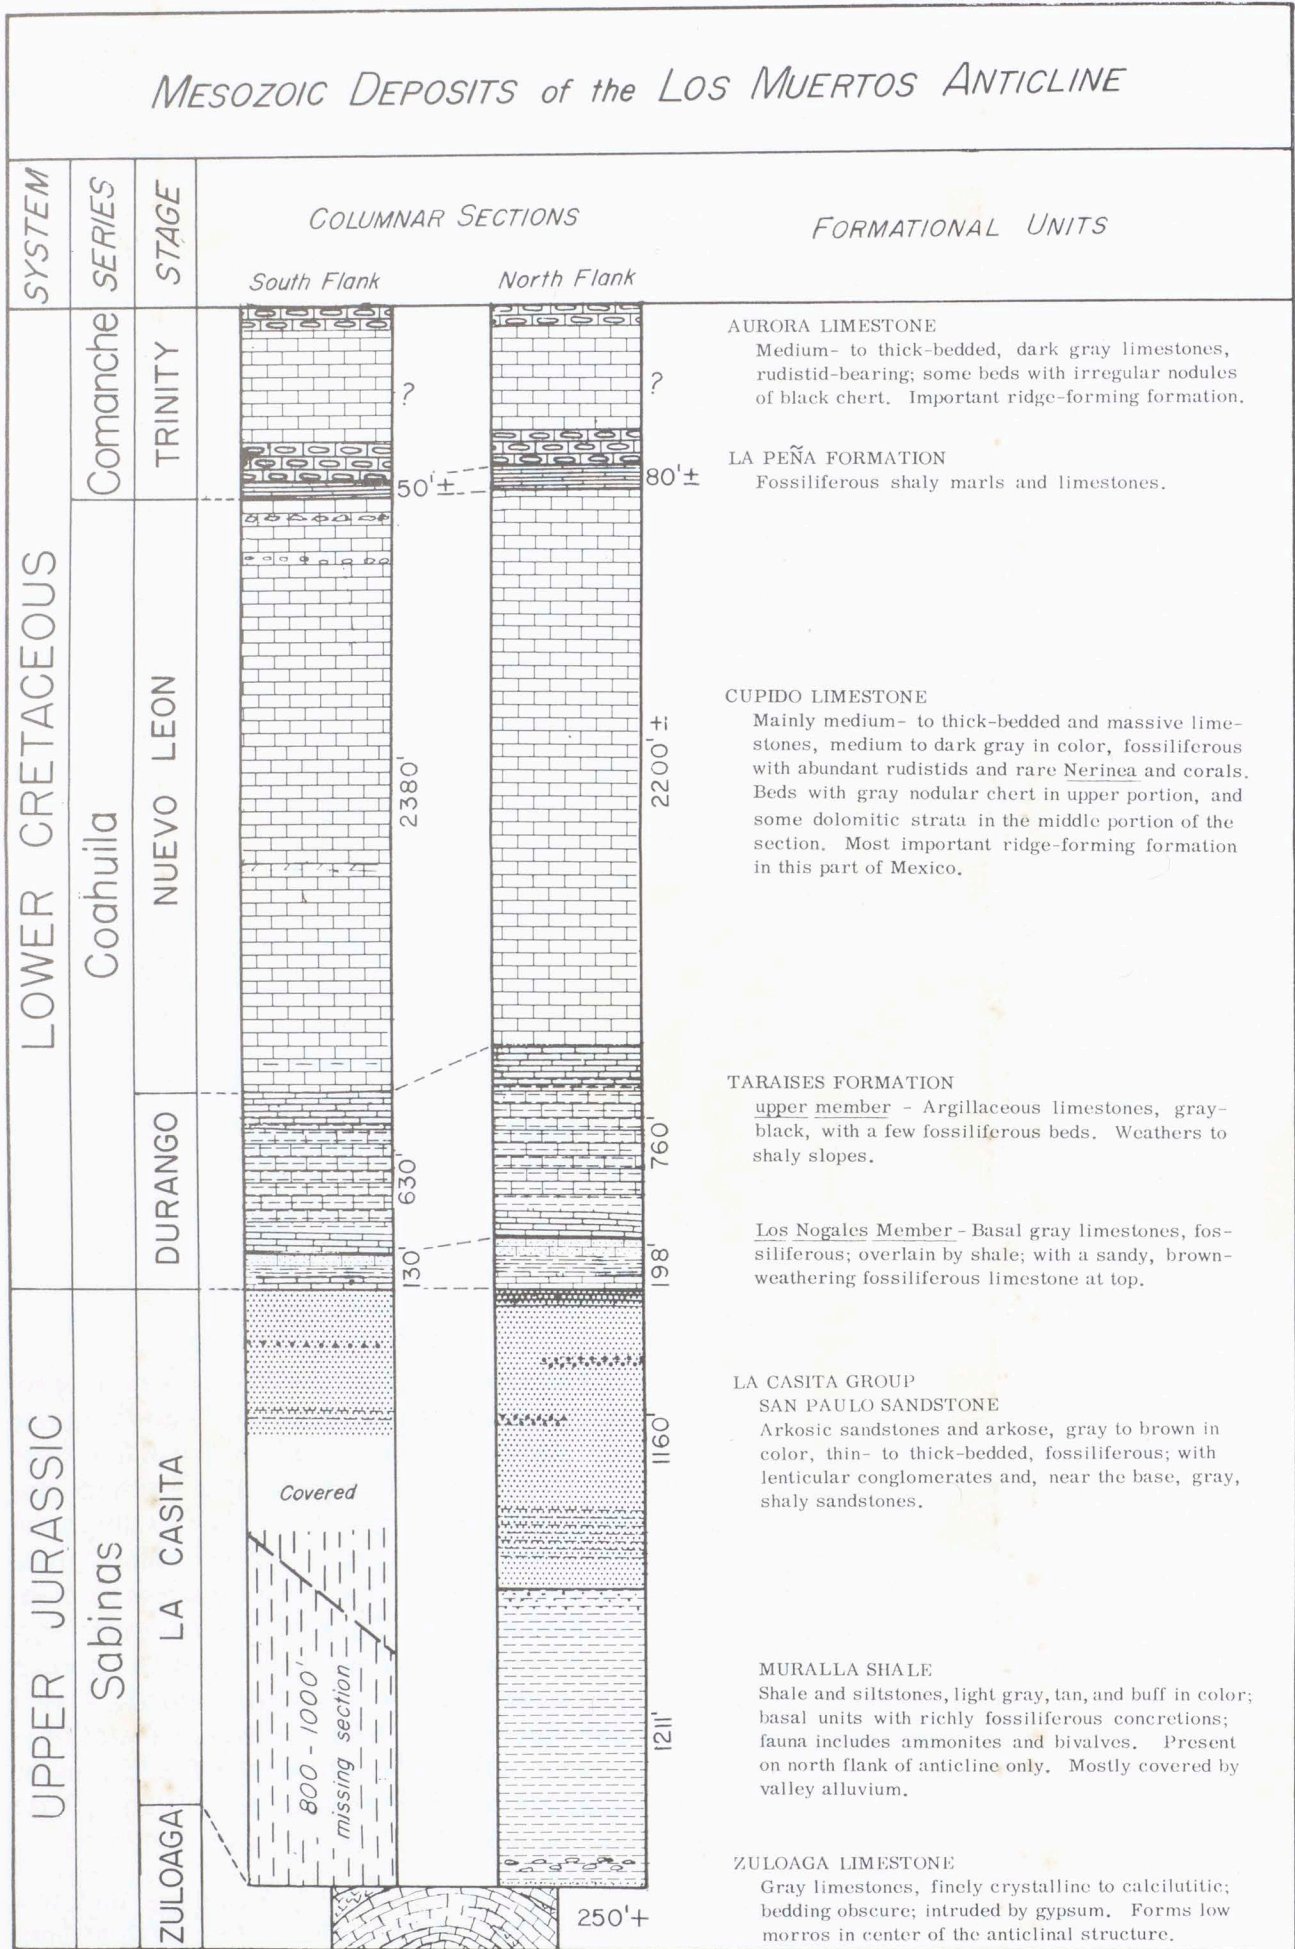 MESOZOIC DEPOSITS of the LOS MUERTOS ANTICLINE
SYSTEM
SERIES
STAGE
COLUMNAR SECTIONS
South Flank
North Flank
FORMATIONAL UNITS
LOWER CRETACEOUS
UPPER JURASSIC
Comanche
Coahuila
Sabinas
TRINITY
NUEVO LEON
DURANGO
LA CASITA
ZULOAGA
?
50'±
2380'
630'
130'
Covered
800 - 1000'
missing section
?
80'±
2200'±
760'
198'
1160'
1211'
250'+
AURORA LIMESTONE
Medium- to thick-bedded, dark gray limestones,
rudistid-bearing; some beds with irregular nodules
of black chert. Important ridge-forming formation.
LA PEÑA FORMATION
Fossiliferous shaly marls and limestones.
CUPIDO LIMESTONE
Mainly medium- to thick-bedded and massive lime-
stones, medium to dark gray in color, fossiliferous
with abundant rudistids and rare Nerinea and corals.
Beds with gray nodular chert in upper portion, and
some dolomitic strata in the middle portion of the
section. Most important ridge-forming formation
in this part of Mexico.
TARAISES FORMATION
upper member - Argillaceous limestones, gray-
black, with a few fossiliferous beds. Weathers to
shaly slopes.
Los Nogales Member - Basal gray limestones, fos-
siliferous; overlain by shale; with a sandy, brown-
weathering fossiliferous limestone at top.
LA CASITA GROUP
SAN PAULO SANDSTONE
Arkosic sandstones and arkose, gray to brown in
color, thin- to thick-bedded, fossiliferous; with
lenticular conglomerates and, near the base, gray,
shaly sandstones.
MURALLA SHALE
Shale and siltstones, light gray, tan, and buff in color;
basal units with richly fossiliferous concretions;
fauna includes ammonites and bivalves. Present
on north flank of anticline only. Mostly covered by
valley alluvium.
ZULOAGA LIMESTONE
Gray limestones, finely crystalline to calcilutitic;
bedding obscure; intruded by gypsum. Forms low
morros in center of the anticlinal structure.